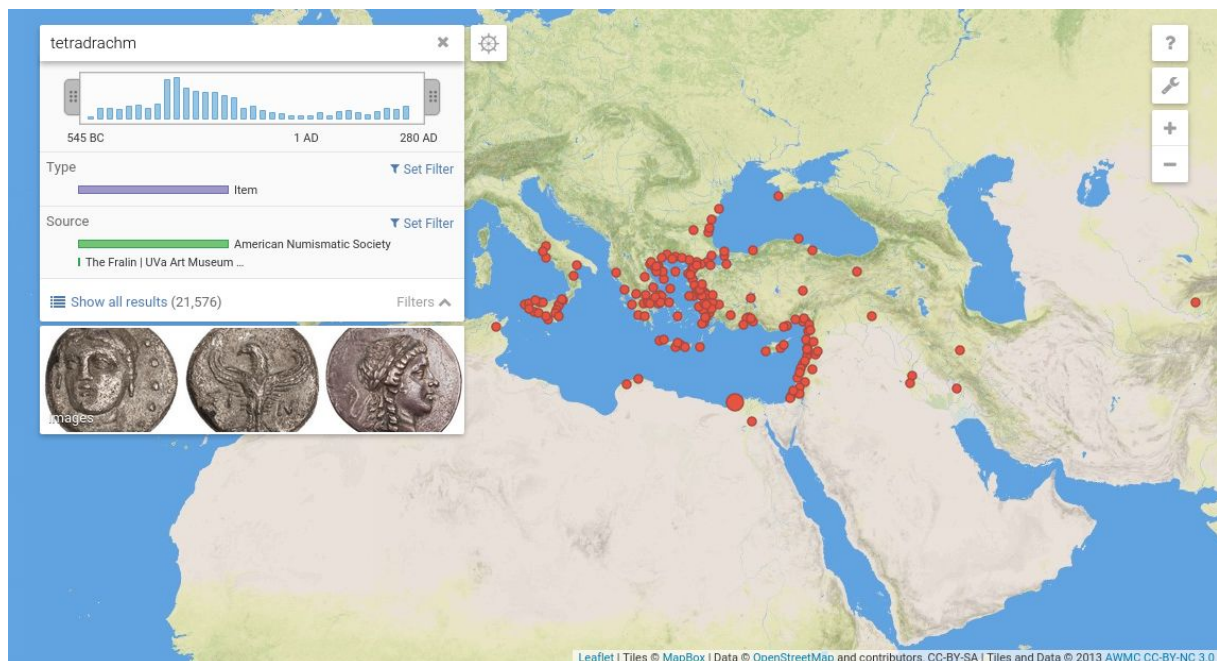 tetradrachm ✖
545 BC 1 AD 280 AD
Type Set Filter
Item
Source Set Filter
American Numismatic Society
The Fralin | UVa Art Museum ...
Show all results (21,576) Filters
images
?
+
−
Leaflet | Tiles © MapBox | Data © OpenStreetMap and contributors, CC-BY-SA | Tiles and Data © 2013 AWMC CC-BY-NC 3.0